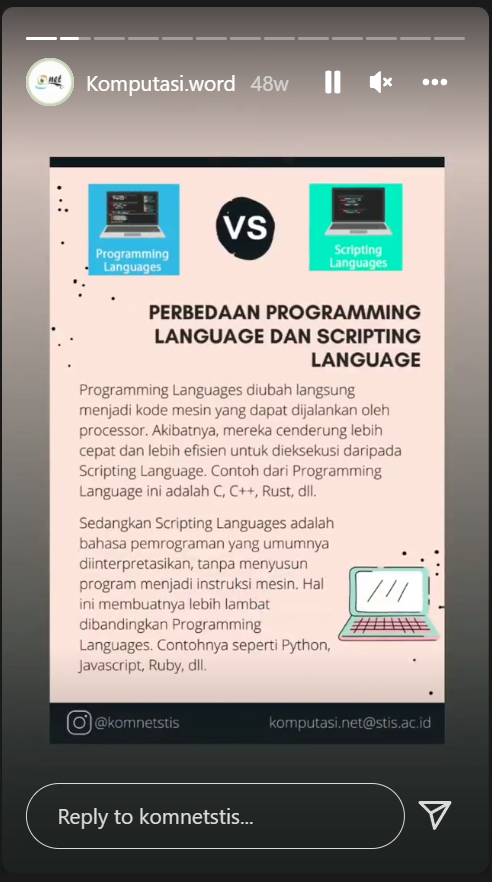 net
Komputasi.word 48w
Programming
Languages
VS
Scripting
Languages
PERBEDAAN PROGRAMMING
LANGUAGE DAN SCRIPTING
LANGUAGE
Programming Languages diubah langsung
menjadi kode mesin yang dapat dijalankan oleh
processor. Akibatnya, mereka cenderung lebih
cepat dan lebih efisien untuk dieksekusi daripada
Scripting Language. Contoh dari Programming
Language ini adalah C, C++, Rust, dll.
Sedangkan Scripting Languages adalah
bahasa pemrograman yang umumnya
diinterpretasikan, tanpa menyusun
program menjadi instruksi mesin. Hal
ini membuatnya lebih lambat
dibandingkan Programming
Languages. Contohnya seperti Python,
Javascript, Ruby, dll.
@komnetstis komputasi.net@stis.ac.id
Reply to komnetstis...